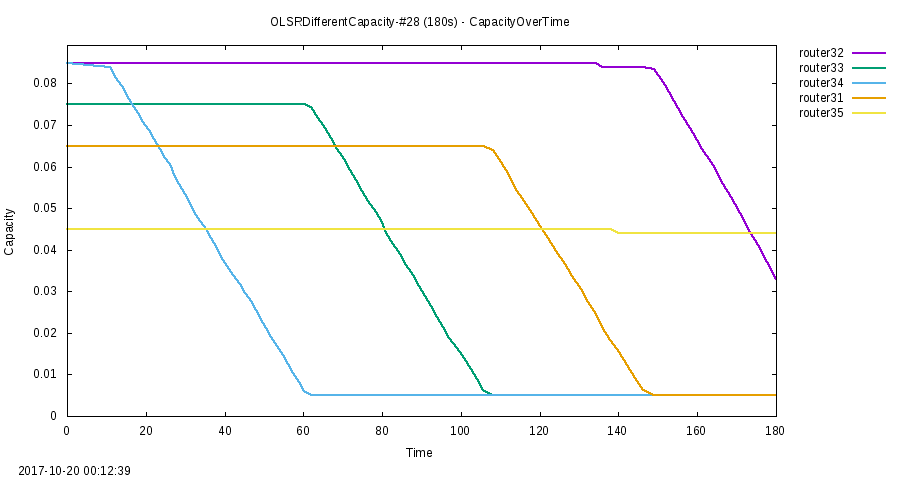 OLSRDifferentCapacity-#28 (180s) - CapacityOverTime
router32
router33
router34
router31
router35
Capacity
0.08
0.07
0.06
0.05
0.04
0.03
0.02
0.01
0
0 20 40 60 80 100 120 140 160 180
Time
2017-10-20 00:12:39